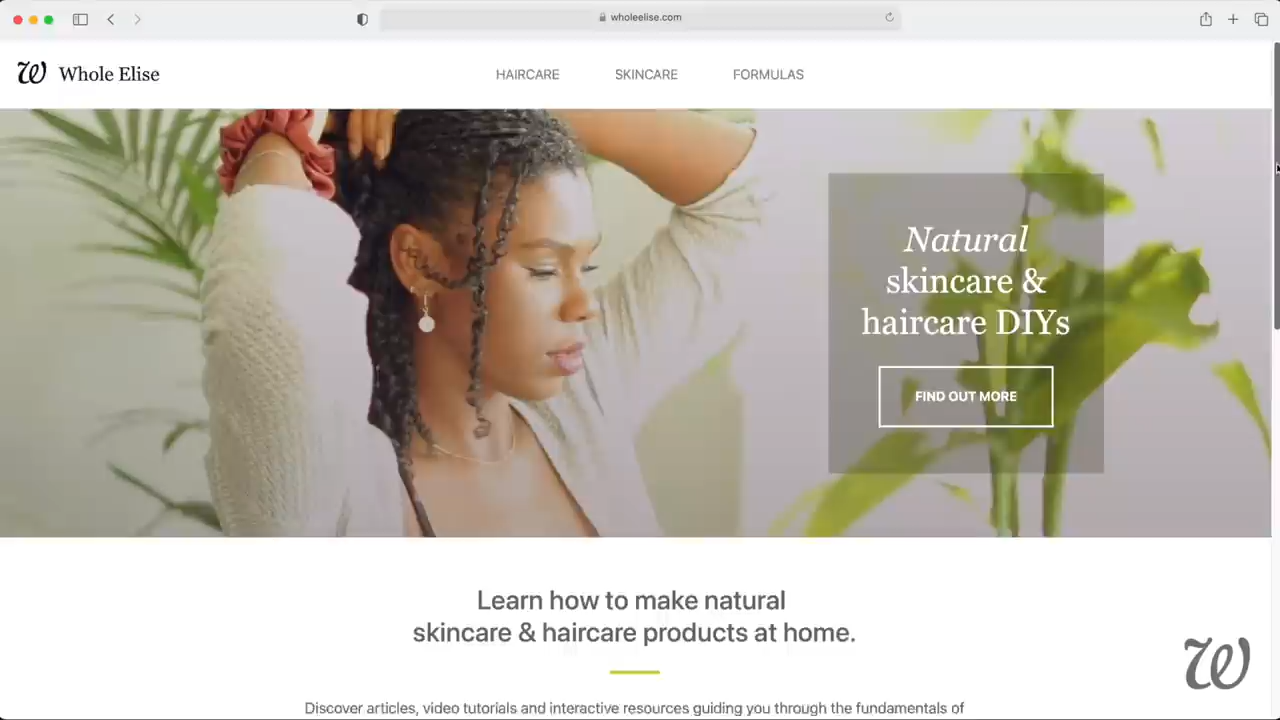 wholeelise.com
W Whole Elise
HAIRCARE SKINCARE FORMULAS
Natural
skincare &
haircare DIYs
FIND OUT MORE
Learn how to make natural
skincare & haircare products at home.
Discover articles, video tutorials and interactive resources guiding you through the fundamentals of
W